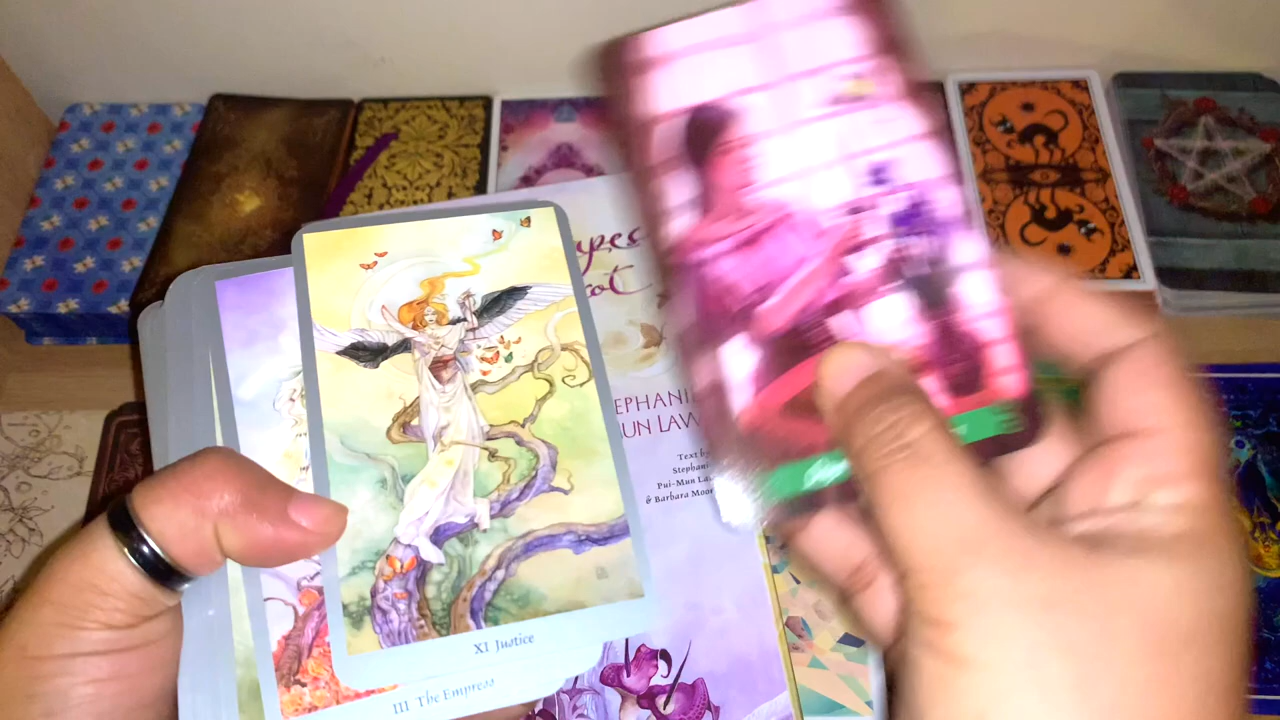 XI Justice
III The Empress
Text by
Stephani
Pui-Mun La
& Barbara Moor
EPHANI
UN LAW